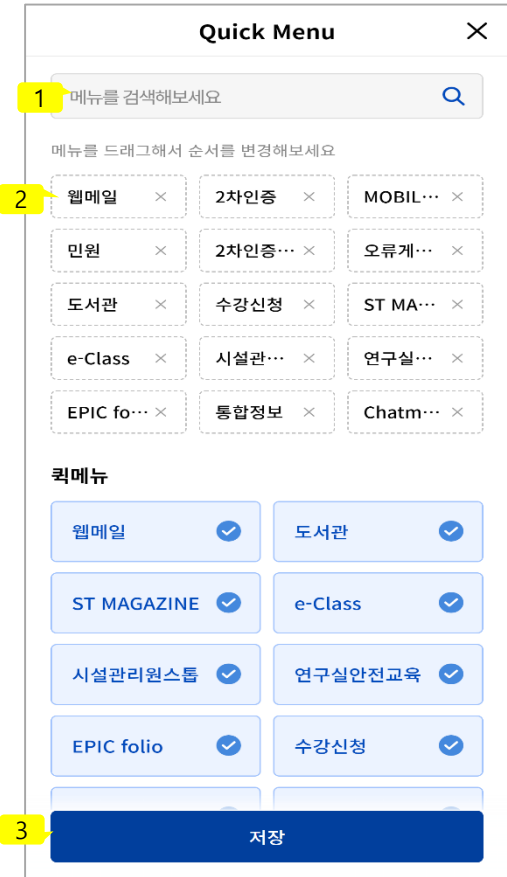 Quick Menu
1 메뉴를 검색해보세요
메뉴를 드래그해서 순서를 변경해보세요
2 웹메일 2차인증 MOBIL···
민원 2차인증··· 오류게···
도서관 수강신청 ST MA···
e-Class 시설관··· 연구실···
EPIC fo··· 통합정보 Chatm···
퀵메뉴
웹메일 도서관
ST MAGAZINE e-Class
시설관리원스톱 연구실안전교육
EPIC folio 수강신청
3 저장